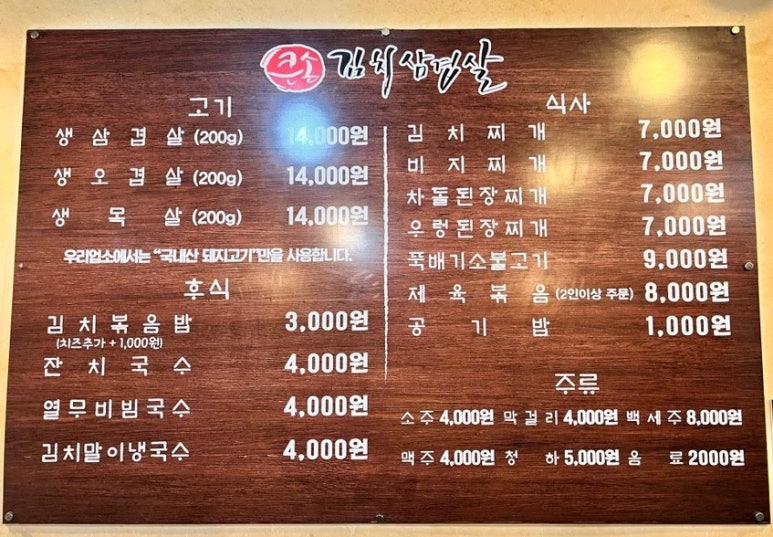 큰솥 김치삼겹살
고기
생삼겹살 (200g) 14,000원
생오겹살 (200g) 14,000원
생목살 (200g) 14,000원
우리업소에서는 "국내산 돼지고기"만을 사용합니다.
후식
김치볶음밥 3,000원
(치즈추가 + 1,000원)
잔치국수 4,000원
열무비빔국수 4,000원
김치말이냉국수 4,000원
식사
김치찌개 7,000원
비지찌개 7,000원
차돌된장찌개 7,000원
우렁된장찌개 7,000원
뚝배기소불고기 9,000원
제육볶음 (2인이상 주문) 8,000원
공기밥 1,000원
주류
소주 4,000원 막걸리 4,000원 백세주 8,000원
맥주 4,000원 청하 5,000원 음료 2000원